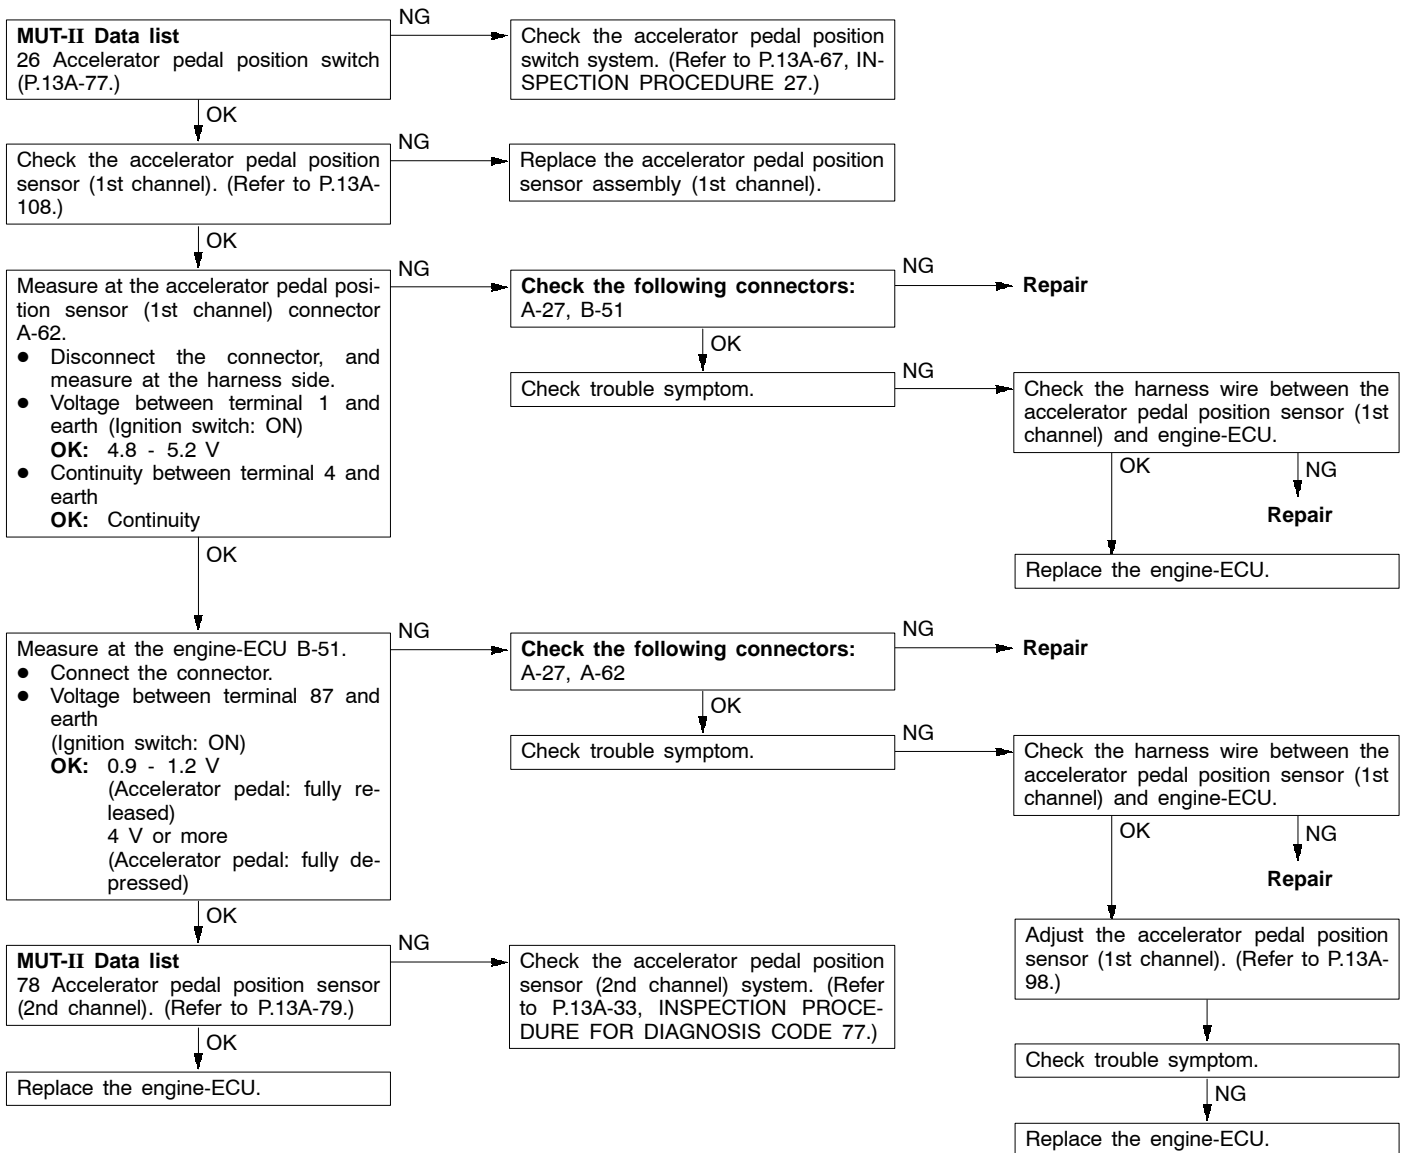 MUT-II Data list
26 Accelerator pedal position switch
(P.13A-77.)
NG
Check the accelerator pedal position
switch system. (Refer to P.13A-67, IN-
SPECTION PROCEDURE 27.)
OK
Check the accelerator pedal position
sensor (1st channel). (Refer to P.13A-
108.)
NG
Replace the accelerator pedal position
sensor assembly (1st channel).
OK
Measure at the accelerator pedal posi-
tion sensor (1st channel) connector
A-62.
● Disconnect the connector, and
measure at the harness side.
● Voltage between terminal 1 and
earth (Ignition switch: ON)
OK: 4.8 - 5.2 V
● Continuity between terminal 4 and
earth
OK: Continuity
NG
Check the following connectors:
A-27, B-51
NG
Repair
OK
Check trouble symptom.
NG
Check the harness wire between the
accelerator pedal position sensor (1st
channel) and engine-ECU.
OK
NG
Repair
Replace the engine-ECU.
OK
Measure at the engine-ECU B-51.
● Connect the connector.
● Voltage between terminal 87 and
earth
(Ignition switch: ON)
OK: 0.9 - 1.2 V
(Accelerator pedal: fully re-
leased)
4 V or more
(Accelerator pedal: fully de-
pressed)
NG
Check the following connectors:
A-27, A-62
NG
Repair
OK
Check trouble symptom.
NG
Check the harness wire between the
accelerator pedal position sensor (1st
channel) and engine-ECU.
OK
NG
Repair
Adjust the accelerator pedal position
sensor (1st channel). (Refer to P.13A-
98.)
Check trouble symptom.
NG
Replace the engine-ECU.
OK
MUT-II Data list
78 Accelerator pedal position sensor
(2nd channel). (Refer to P.13A-79.)
NG
Check the accelerator pedal position
sensor (2nd channel) system. (Refer
to P.13A-33, INSPECTION PROCE-
DURE FOR DIAGNOSIS CODE 77.)
OK
Replace the engine-ECU.